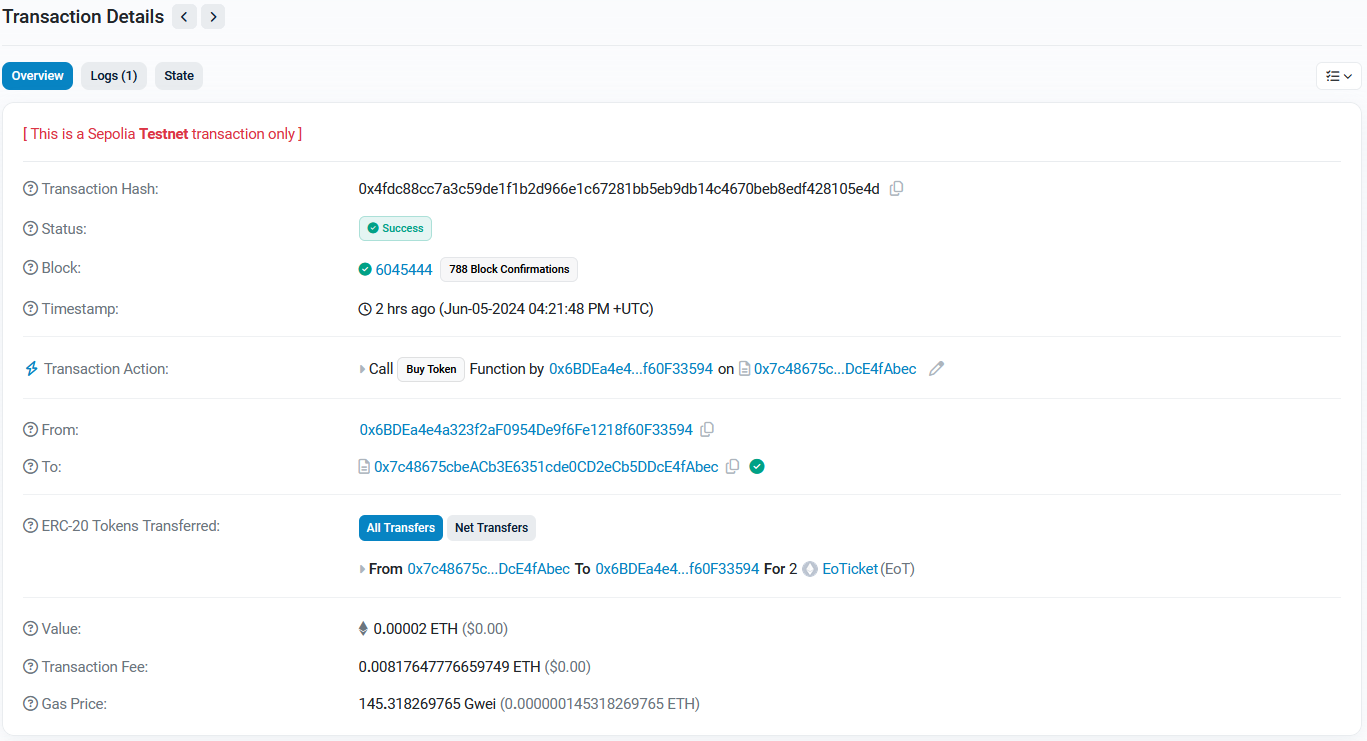 Transaction Details
Overview Logs (1) State
[ This is a Sepolia Testnet transaction only ]
Transaction Hash: 0x4fdc88cc7a3c59de1f1b2d966e1c67281bb5eb9db14c4670beb8edf428105e4d
Status: Success
Block: 6045444 788 Block Confirmations
Timestamp: 2 hrs ago (Jun-05-2024 04:21:48 PM +UTC)
Transaction Action: Call Buy Token Function by 0x6BDEa4e4...f60F33594 on 0x7c48675c...DcE4fAbec
From: 0x6BDEa4e4a323f2aF0954De9f6Fe1218f60F33594
To: 0x7c48675cbeACb3E6351cde0CD2eCb5DDcE4fAbec
ERC-20 Tokens Transferred: All Transfers Net Transfers
From 0x7c48675c...DcE4fAbec To 0x6BDEa4e4...f60F33594 For 2 EoTicket (EoT)
Value: 0.00002 ETH ($0.00)
Transaction Fee: 0.00817647776659749 ETH ($0.00)
Gas Price: 145.318269765 Gwei (0.000000145318269765 ETH)